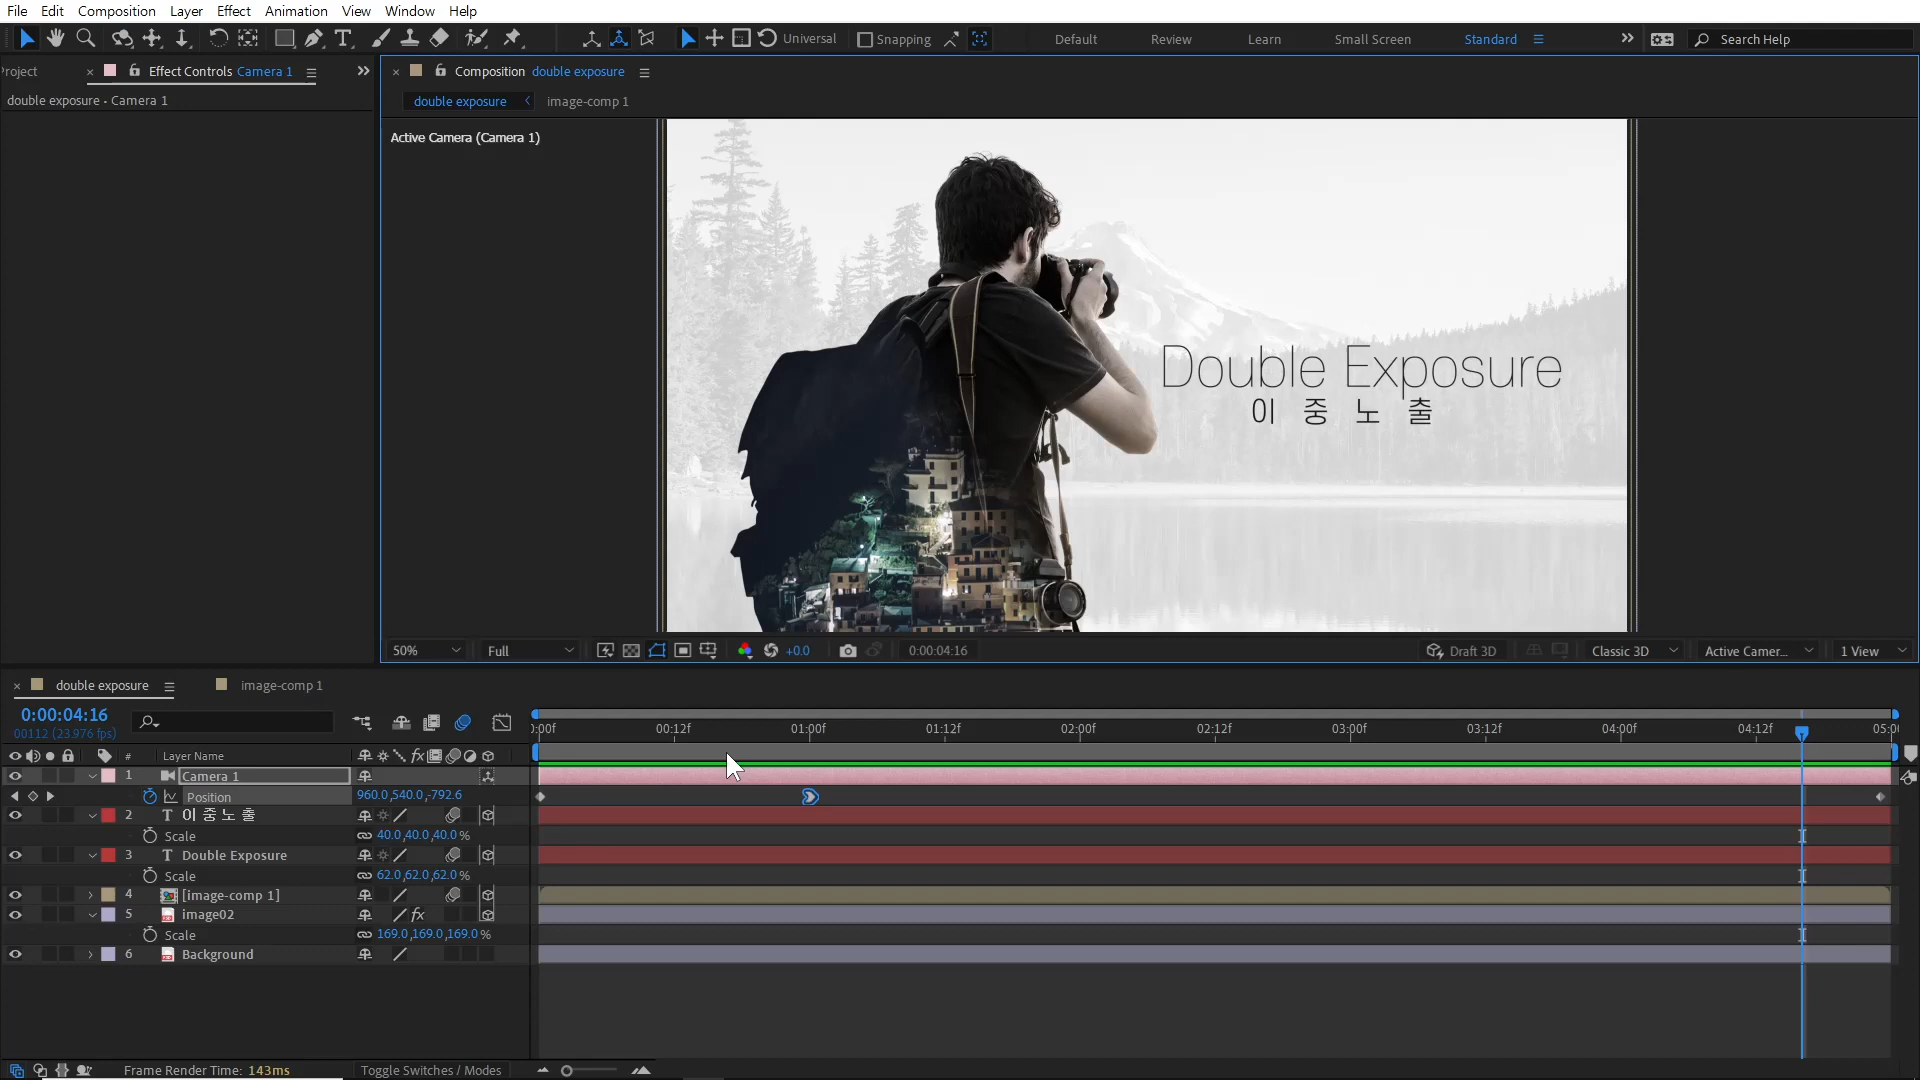 File Edit Composition Layer Effect Animation View Window Help
Universal Snapping Default Review Learn Small Screen Standard Search Help
roject Effect Controls Camera 1 Composition double exposure
double exposure • Camera 1 double exposure image-comp 1
Active Camera (Camera 1)
Double Exposure
이 중 노 출
50% Full +0.0 0:00:04:16 Draft 3D Classic 3D Active Camer... 1 View
double exposure image-comp 1
0:00:04:16
00112 (23.976 fps)
:00f 00:12f 01:00f 01:12f 02:00f 02:12f 03:00f 03:12f 04:00f 04:12f 05:00
# Layer Name fx
1 Camera 1
Position 960.0,540.0,-792.6
2 T 이 중 노 출
Scale 40.0,40.0,40.0%
3 T Double Exposure
Scale 62.0,62.0,62.0%
4 [image-comp 1]
5 image02 fx
Scale 169.0,169.0,169.0%
6 Background
Frame Render Time: 143ms Toggle Switches / Modes